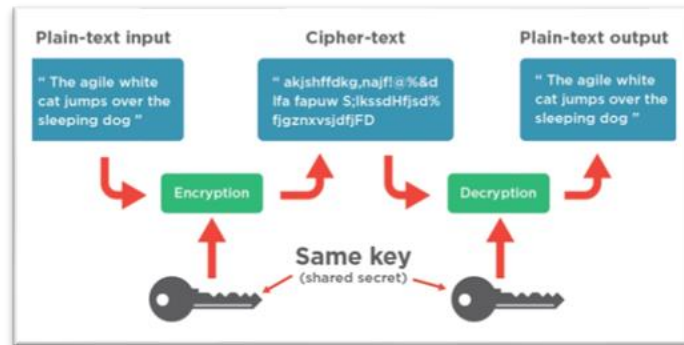 Plain-text input
Cipher-text
Plain-text output
“ The agile white
cat jumps over the
sleeping dog ”
“ akjshffdkg,najf!@%&d
lfa fapuw S;lkssdHfjsd%
fjgznxvsjdfjFD
“ The agile white
cat jumps over the
sleeping dog ”
Encryption
Decryption
Same key
(shared secret)